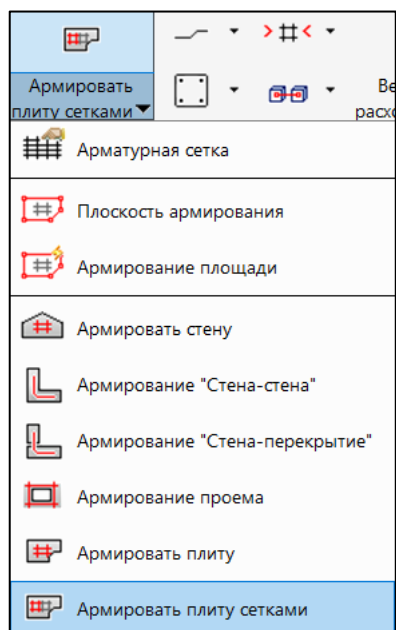 Армировать
плиту сетками
Арматурная сетка
Плоскость армирования
Армирование площади
Армировать стену
Армирование "Стена-стена"
Армирование "Стена-перекрытие"
Армирование проема
Армировать плиту
Армировать плиту сетками